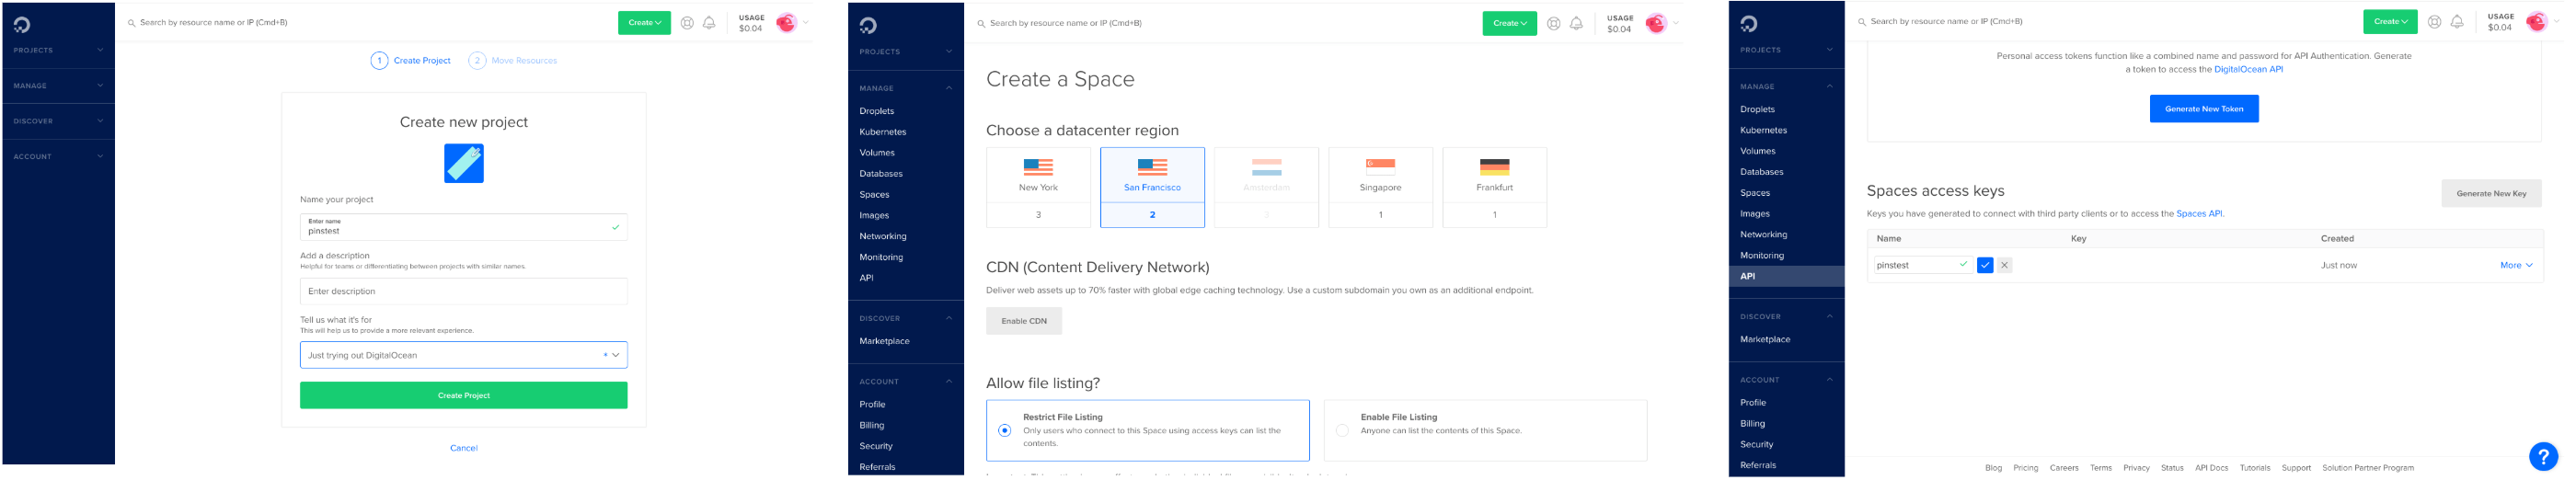 Search by resource name or IP (Cmd+B)
Create
USAGE
$0.04
PROJECTS
MANAGE
DISCOVER
ACCOUNT
1 Create Project
2 Move Resources
Create new project
Name your project
Enter name
pinstest
Add a description
Helpful for teams or differentiating between projects with similar names.
Enter description
Tell us what it's for
This will help us to provide a more relevant experience.
Just trying out DigitalOcean
Create Project
Cancel
Search by resource name or IP (Cmd+B)
Create
USAGE
$0.04
PROJECTS
MANAGE
Droplets
Kubernetes
Volumes
Databases
Spaces
Images
Networking
Monitoring
API
DISCOVER
Marketplace
ACCOUNT
Profile
Billing
Security
Referrals
Create a Space
Choose a datacenter region
New York
San Francisco
Amsterdam
Singapore
Frankfurt
3
2
3
1
1
CDN (Content Delivery Network)
Deliver web assets up to 70% faster with global edge caching technology. Use a custom subdomain you own as an additional endpoint.
Enable CDN
Allow file listing?
Restrict File Listing
Only users who connect to this Space using access keys can list the
contents.
Enable File Listing
Anyone can list the contents of this Space.
Search by resource name or IP (Cmd+B)
Create
USAGE
$0.04
PROJECTS
MANAGE
Droplets
Kubernetes
Volumes
Databases
Spaces
Images
Networking
Monitoring
API
DISCOVER
Marketplace
ACCOUNT
Profile
Billing
Security
Referrals
Personal access tokens function like a combined name and password for API Authentication. Generate
a token to access the DigitalOcean API
Generate New Token
Spaces access keys
Generate New Key
Keys you have generated to connect with third party clients or to access the Spaces API.
Name Key Created
pinstest Just now More
Blog Pricing Careers Terms Privacy Status API Docs Tutorials Support Solution Partner Program
?